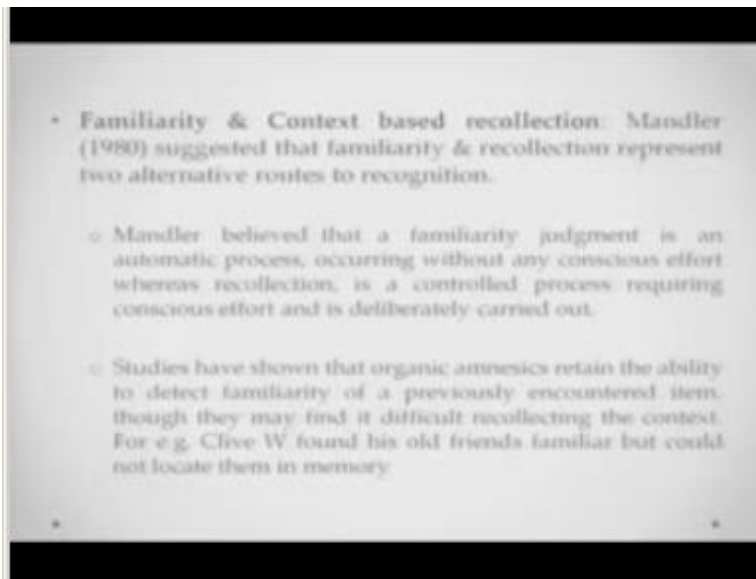 • Familiarity & Context based recollection: Mandler
(1980) suggested that familiarity & recollection represent
two alternative routes to recognition.
o Mandler believed that a familiarity judgment is an
automatic process, occurring without any conscious effort
whereas recollection, is a controlled process requiring
conscious effort and is deliberately carried out.
o Studies have shown that organic amnesics retain the ability
to detect familiarity of a previously encountered item,
though they may find it difficult recollecting the context.
For e.g. Clive W found his old friends familiar but could
not locate them in memory